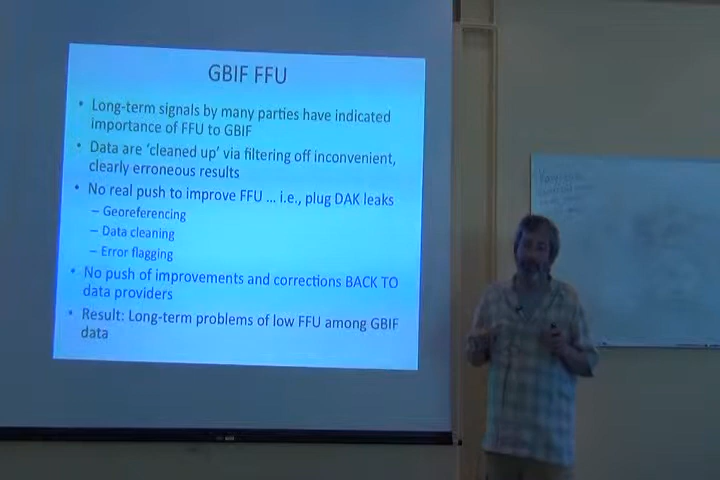 GBIF FFU
• Long-term signals by many parties have indicated
importance of FFU to GBIF
• Data are ‘cleaned up’ via filtering off inconvenient,
clearly erroneous results
• No real push to improve FFU ... i.e., plug DAK leaks
– Georeferencing
– Data cleaning
– Error flagging
• No push of improvements and corrections BACK TO
data providers
• Result: Long-term problems of low FFU among GBIF
data